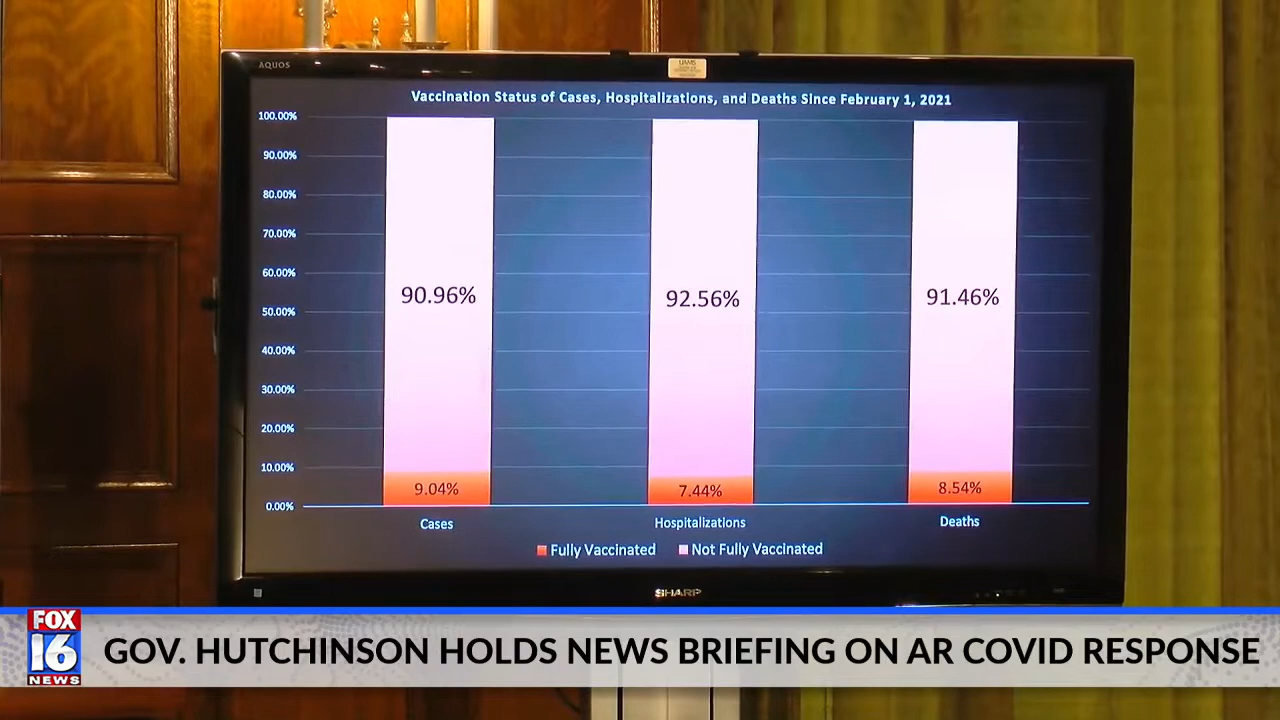 AQUOS
UAMS
Vaccination Status of Cases, Hospitalizations, and Deaths Since February 1, 2021
100.00%
90.00%
80.00%
70.00%
60.00%
50.00%
40.00%
30.00%
20.00%
10.00%
0.00%
90.96%
92.56%
91.46%
9.04%
7.44%
8.54%
Cases
Hospitalizations
Deaths
Fully Vaccinated
Not Fully Vaccinated
SHARP
FOX
16
NEWS
GOV. HUTCHINSON HOLDS NEWS BRIEFING ON AR COVID RESPONSE